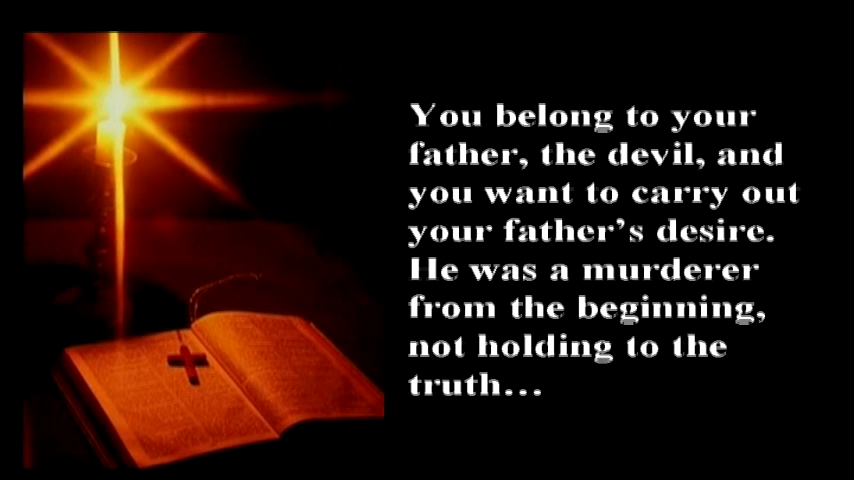 You belong to your
father, the devil, and
you want to carry out
your father’s desire.
He was a murderer
from the beginning,
not holding to the
truth…